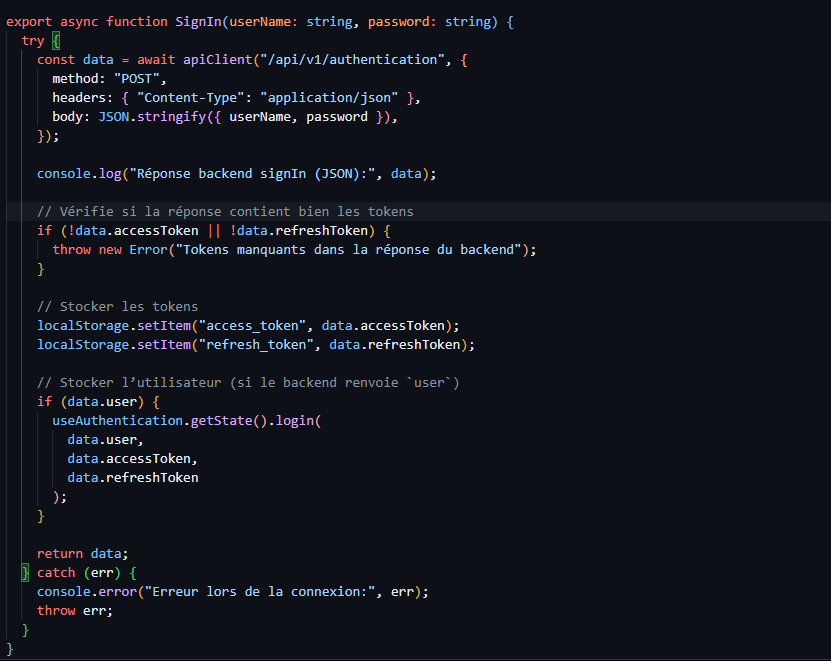 export async function SignIn(userName: string, password: string) {
try {
const data = await apiClient("/api/v1/authentication", {
method: "POST",
headers: { "Content-Type": "application/json" },
body: JSON.stringify({ userName, password }),
});
console.log("Réponse backend signIn (JSON):", data);
// Vérifie si la réponse contient bien les tokens
if (!data.accessToken || !data.refreshToken) {
throw new Error("Tokens manquants dans la réponse du backend");
}
// Stocker les tokens
localStorage.setItem("access_token", data.accessToken);
localStorage.setItem("refresh_token", data.refreshToken);
// Stocker l’utilisateur (si le backend renvoie `user`)
if (data.user) {
useAuthentication.getState().login(
data.user,
data.accessToken,
data.refreshToken
);
}
return data;
} catch (err) {
console.error("Erreur lors de la connexion:", err);
throw err;
}
}